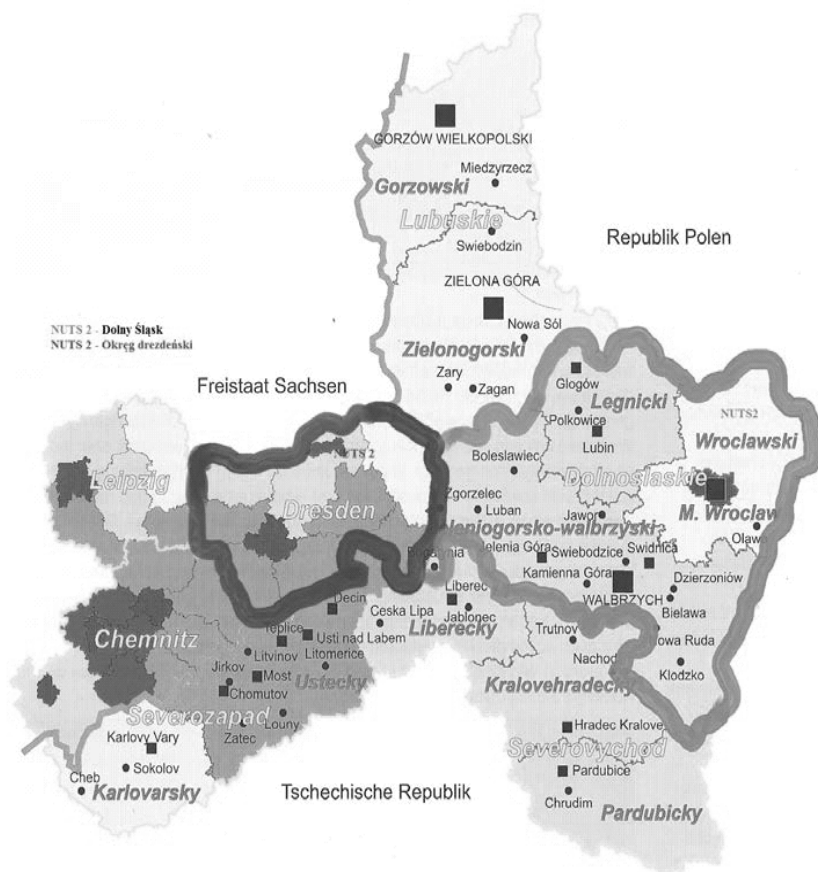 GORZÓW WIELKOPOLSKI
Miedzyrzecz
Gorzowski
Lubuskie
Swiebodzin
Republik Polen
ZIELONA GÓRA
NUTS 2 - Dolny Śląsk
NUTS 2 - Okręg drezdeński
Nowa Sól
Zielonogorski
Freistaat Sachsen
Zary
Zagan
Glogów
Legnicki
Polkowice
NUTS2
Lubin
Wroclawski
NUTS 2
Boleslawiec
Leipzig
Dolnoslaskie
Dresden
Zgorzelec
Luban
Jawor
M. Wroclaw
leniogorsko-walbrzyski
Olawa
Jelenia Góra
Swiebodzice
Swidnica
Kamienna Góra
Dzierzoniów
WALBRZYCH
Bielawa
Decin
Liberec
Ceska Lipa
Jablonec
Chemnitz
Teplice
Usti nad Labem
Liberecky
Trutnov
Nowa Ruda
Litvinov
Litomerice
Nachod
Klodzko
Jirkov
Most
Ustecky
Kralovehradecky
Chomutov
Severozapad
Louny
Zatec
Hradec Kralove
Karlovy Vary
Severovychod
Sokolov
Cheb
Pardubice
Karlovarsky
Tschechische Republik
Chrudim
Pardubicky